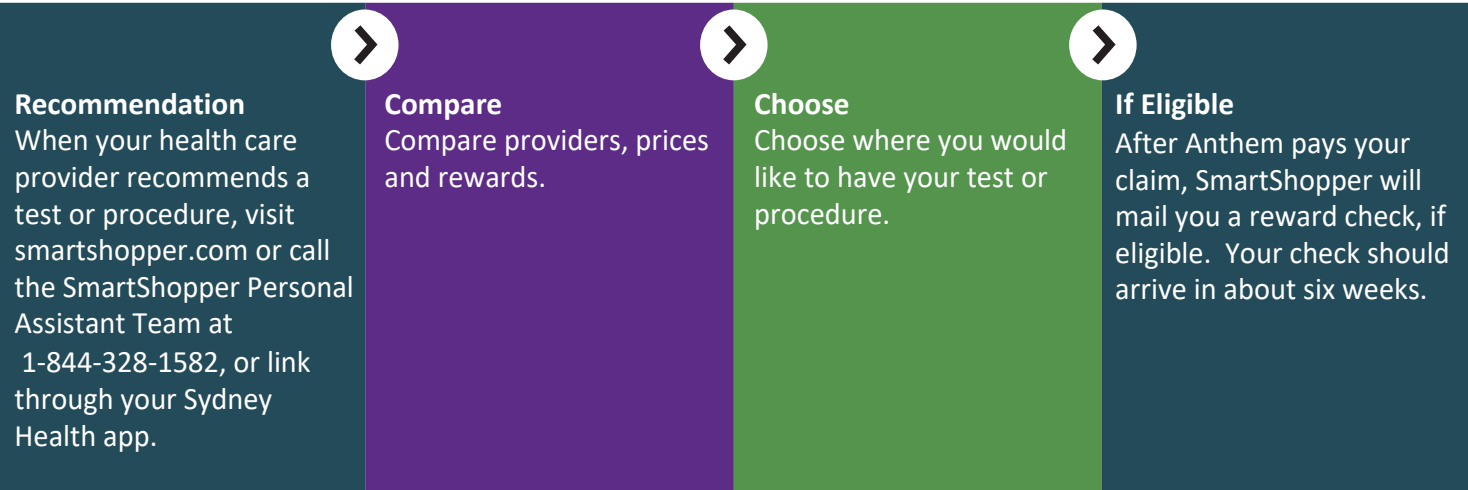 Recommendation
When your health care
provider recommends a
test or procedure, visit
smartshopper.com or call
the SmartShopper Personal
Assistant Team at
1-844-328-1582, or link
through your Sydney
Health app.
Compare
Compare providers, prices
and rewards.
Choose
Choose where you would
like to have your test or
procedure.
If Eligible
After Anthem pays your
claim, SmartShopper will
mail you a reward check, if
eligible.  Your check should
arrive in about six weeks.